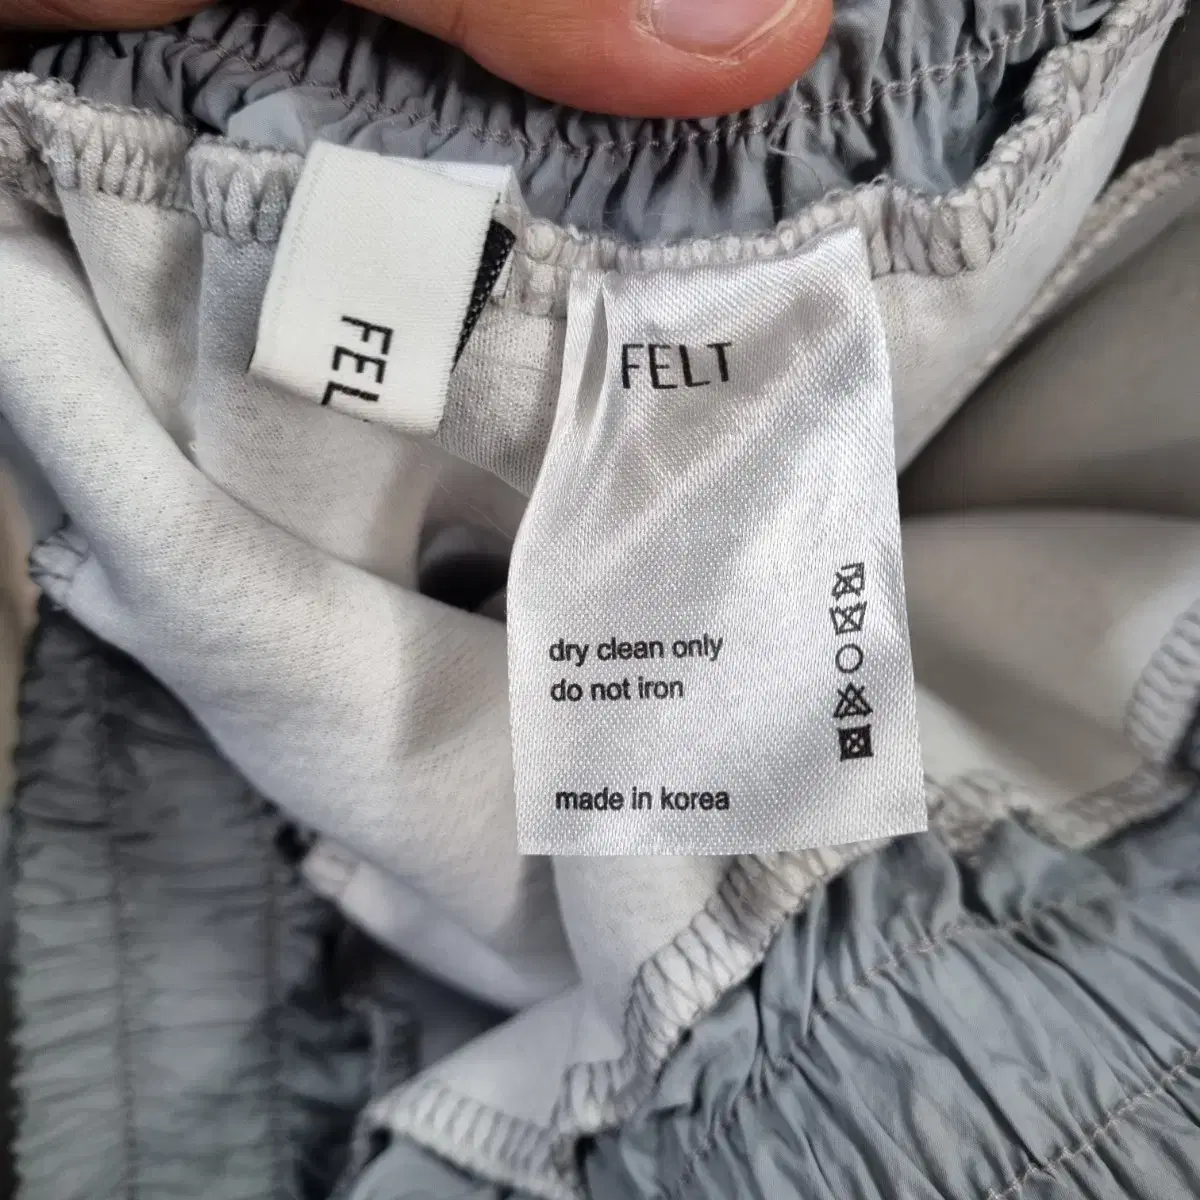 FEL
FELT
dry clean only
do not iron
made in korea